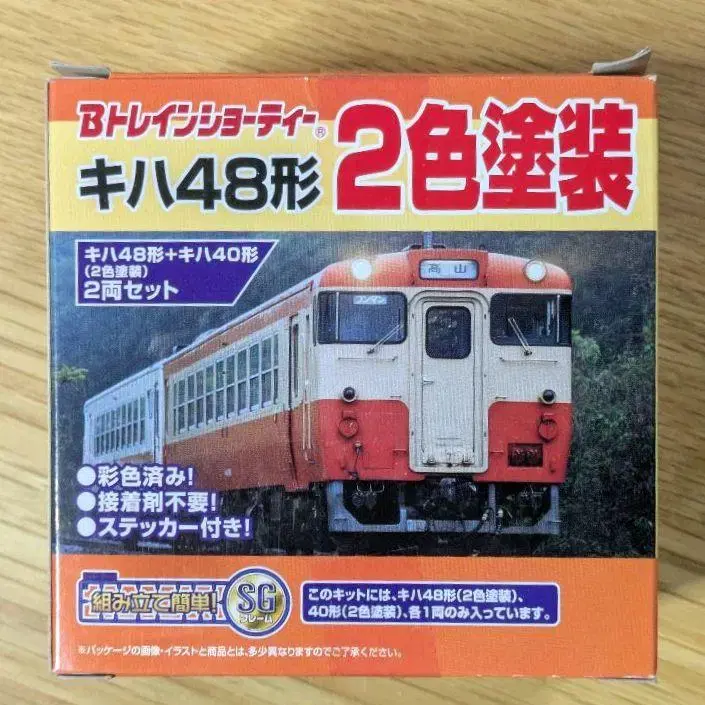 Bトレインショーティー®
キハ48形
2色塗装
キハ48形+キハ40形
(2色塗装)
2両セット
高山
ワンマン
●彩色済み!
●接着剤不要!
●ステッカー付き!
組み立て簡単!
SG
フレーム
このキットには、キハ48形(2色塗装)、
40形(2色塗装)、各1両のみ入っています。
※パッケージの画像・イラストと商品とは、多少異なりますのでご了承ください。